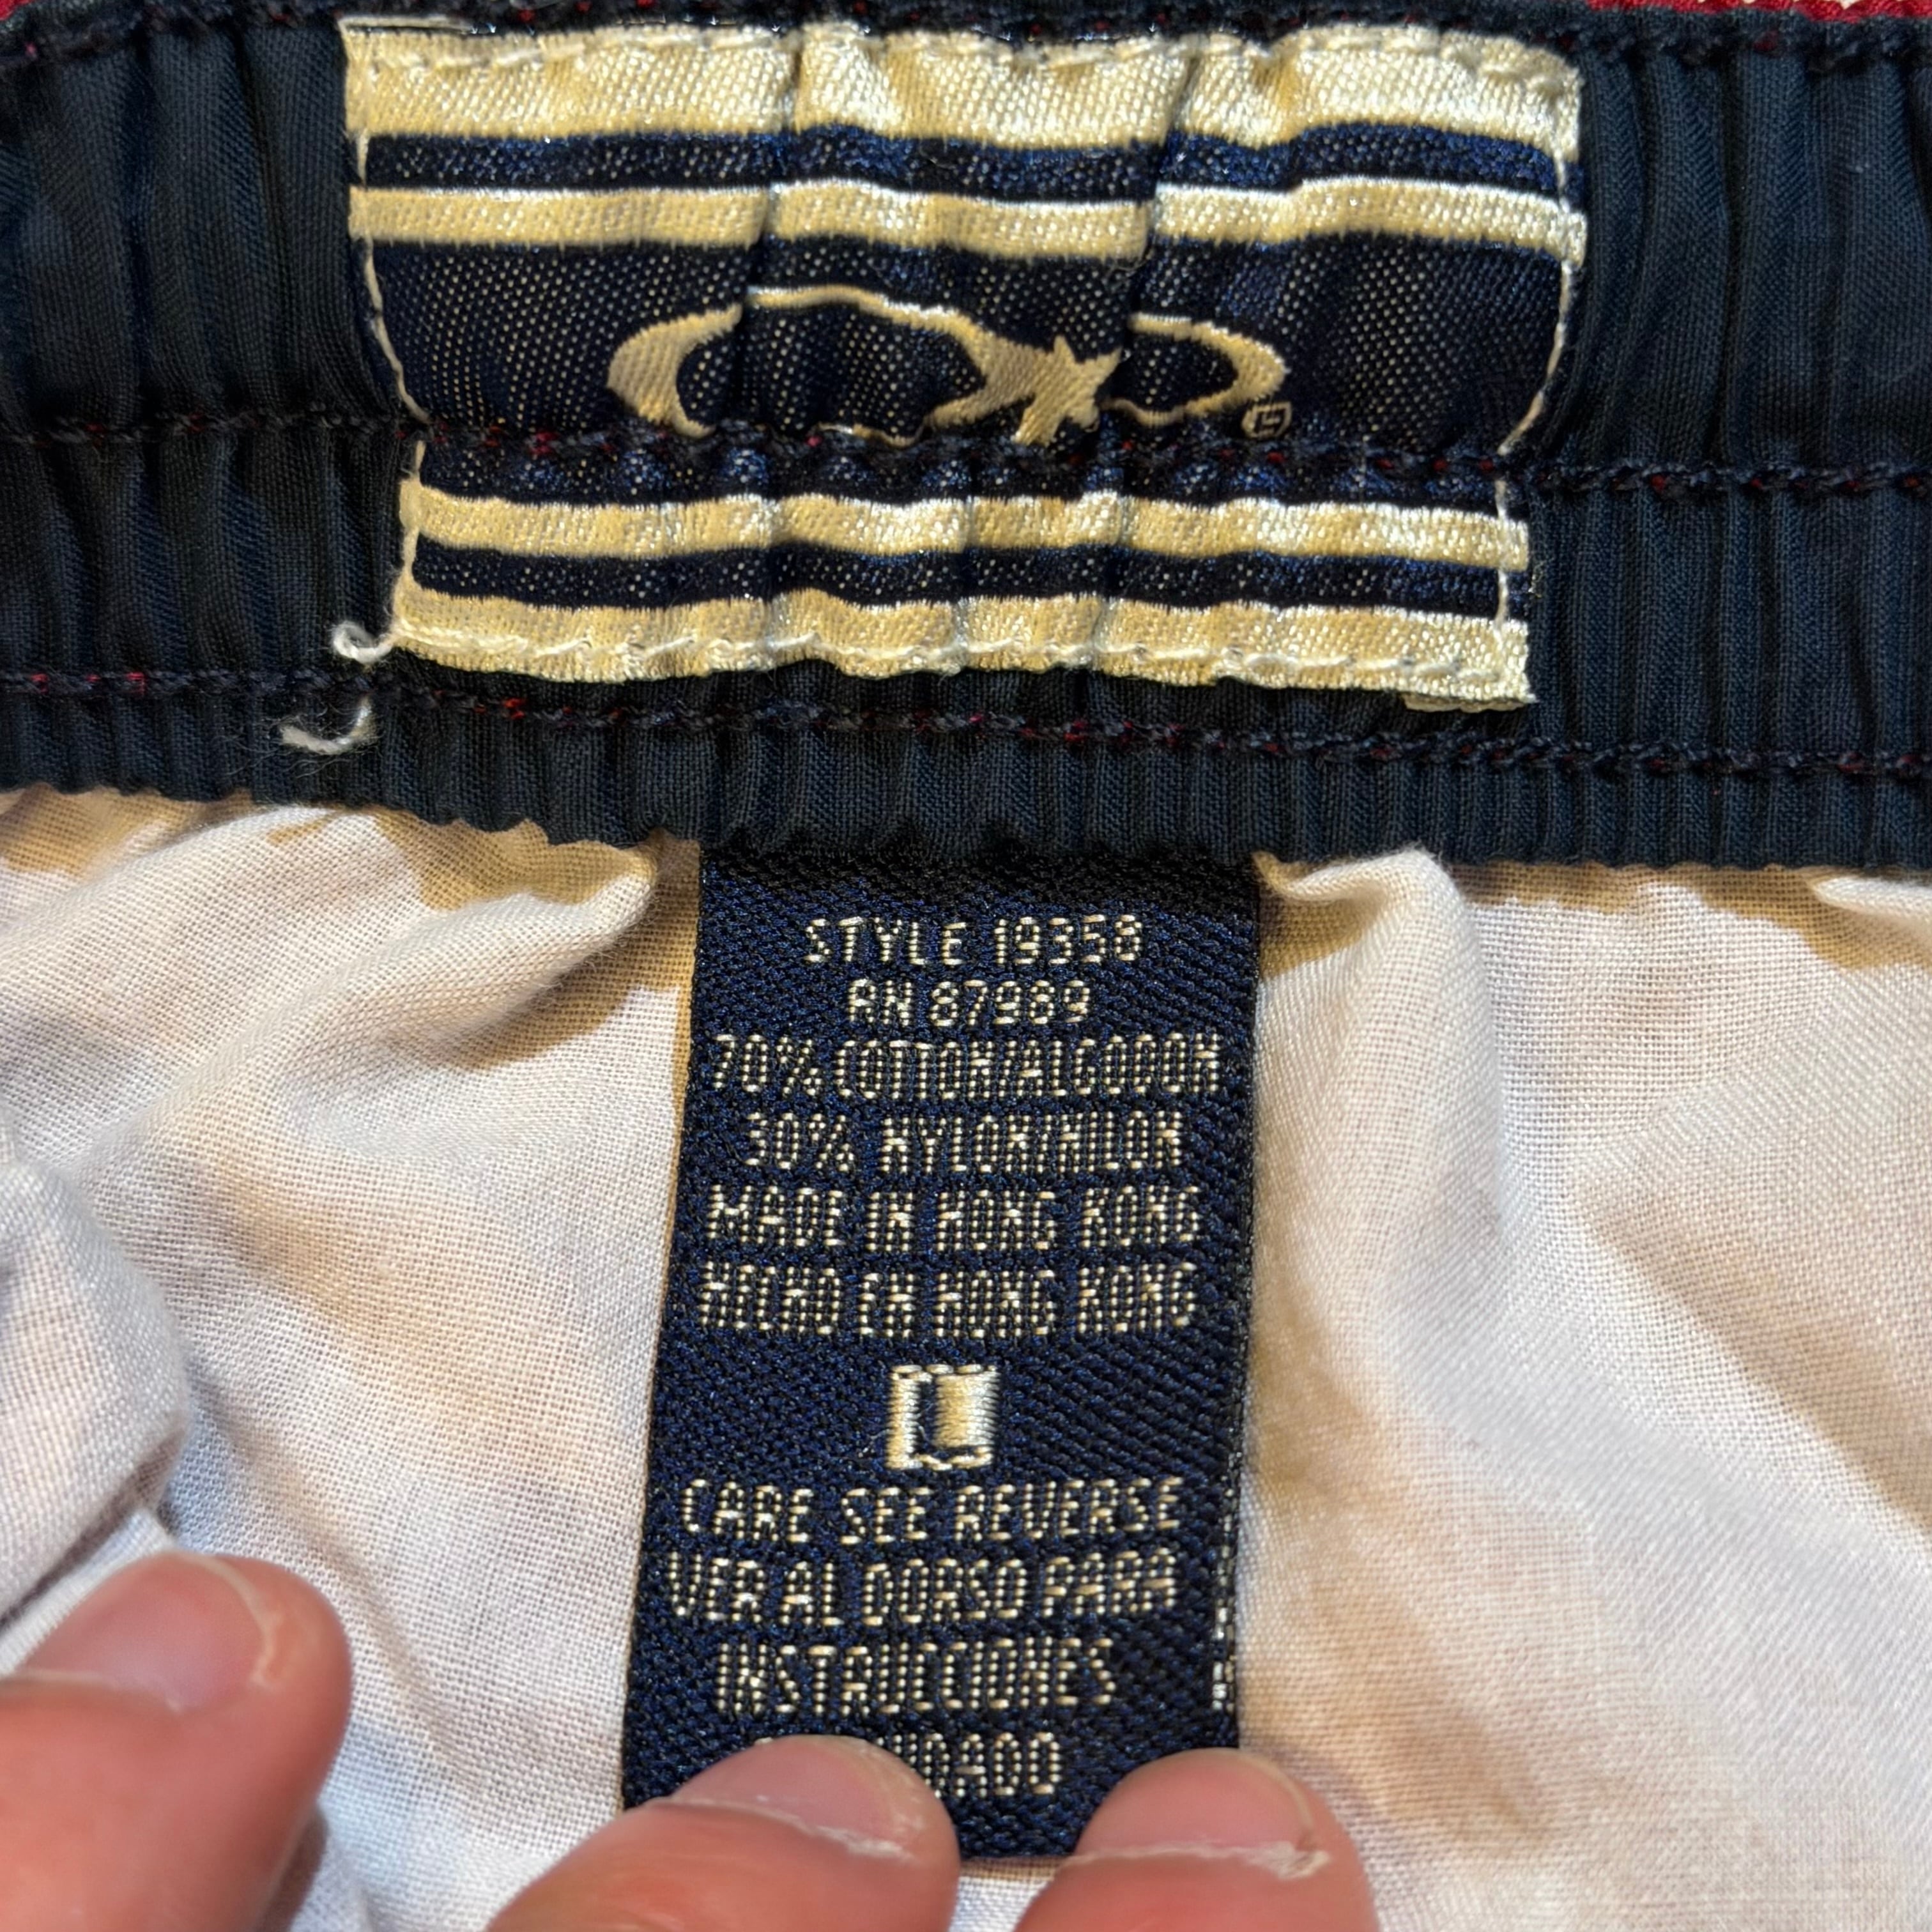 STYLE 19358
RN 87989
70% COTTON/ALGODON
30% NYLON/NILON
MADE IN HONG KONG
HECHO EN HONG KONG
L
CARE SEE REVERSE
VER AL DORSO PARA
INSTRUCCIONES